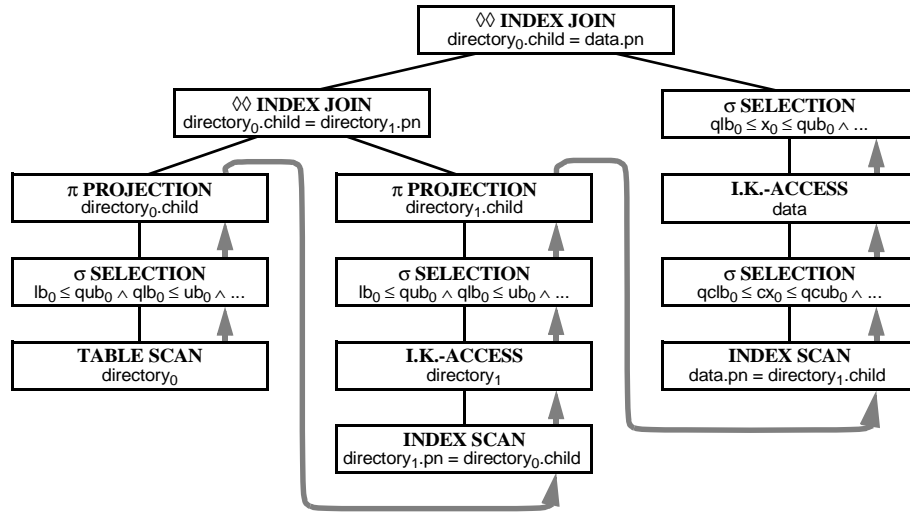 ◊◊ INDEX JOIN
directory₀.child = data.pn
◊◊ INDEX JOIN
directory₀.child = directory₁.pn
σ SELECTION
qlb₀ ≤ x₀ ≤ qub₀ ∧ ...
π PROJECTION
directory₀.child
π PROJECTION
directory₁.child
I.K.-ACCESS
data
σ SELECTION
lb₀ ≤ qub₀ ∧ qlb₀ ≤ ub₀ ∧ ...
σ SELECTION
lb₀ ≤ qub₀ ∧ qlb₀ ≤ ub₀ ∧ ...
σ SELECTION
qclb₀ ≤ cx₀ ≤ qcub₀ ∧ ...
TABLE SCAN
directory₀
I.K.-ACCESS
directory₁
INDEX SCAN
data.pn = directory₁.child
INDEX SCAN
directory₁.pn = directory₀.child